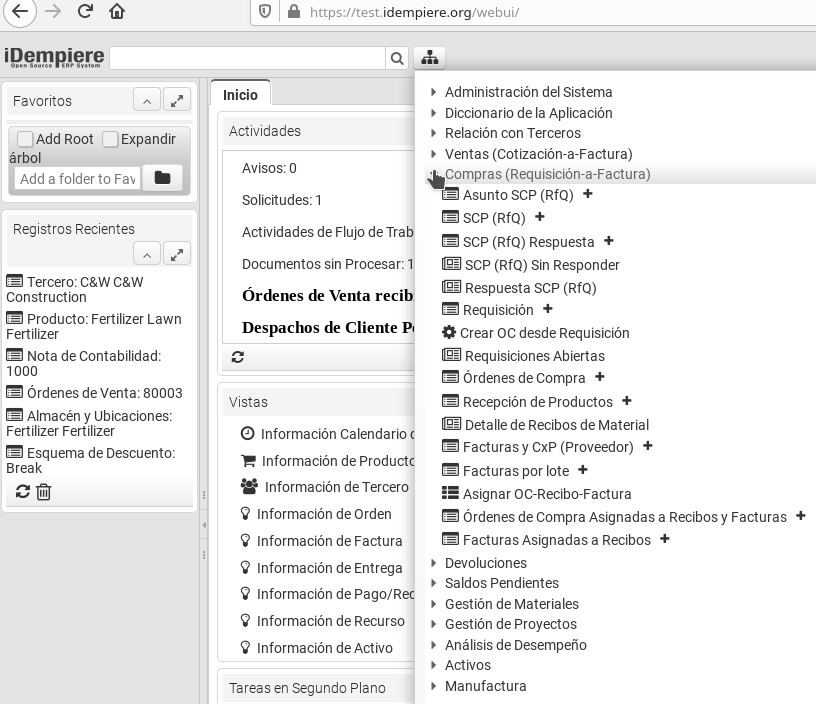 https://test.idempiere.org/webui/
iDempiere
Open Source ERP System
Favoritos
Add Root
Expandir
árbol
Add a folder to Fav
Registros Recientes
Tercero: C&W C&W
Construction
Producto: Fertilizer Lawn
Fertilizer
Nota de Contabilidad:
1000
Órdenes de Venta: 80003
Almacén y Ubicaciones:
Fertilizer Fertilizer
Esquema de Descuento:
Break
Inicio
Actividades
Avisos: 0
Solicitudes: 1
Actividades de Flujo de Trab
Documentos sin Procesar: 1
Órdenes de Venta recib
Despachos de Cliente Pe
Vistas
Información Calendario d
Información de Producto
Información de Tercero
Información de Orden
Información de Factura
Información de Entrega
Información de Pago/Rec
Información de Recurso
Información de Activo
Tareas en Segundo Plano
Administración del Sistema
Diccionario de la Aplicación
Relación con Terceros
Ventas (Cotización-a-Factura)
Compras (Requisición-a-Factura)
Asunto SCP (RfQ)
SCP (RfQ)
SCP (RfQ) Respuesta
SCP (RfQ) Sin Responder
Respuesta SCP (RfQ)
Requisición
Crear OC desde Requisición
Requisiciones Abiertas
Órdenes de Compra
Recepción de Productos
Detalle de Recibos de Material
Facturas y CxP (Proveedor)
Facturas por lote
Asignar OC-Recibo-Factura
Órdenes de Compra Asignadas a Recibos y Facturas
Facturas Asignadas a Recibos
Devoluciones
Saldos Pendientes
Gestión de Materiales
Gestión de Proyectos
Análisis de Desempeño
Activos
Manufactura